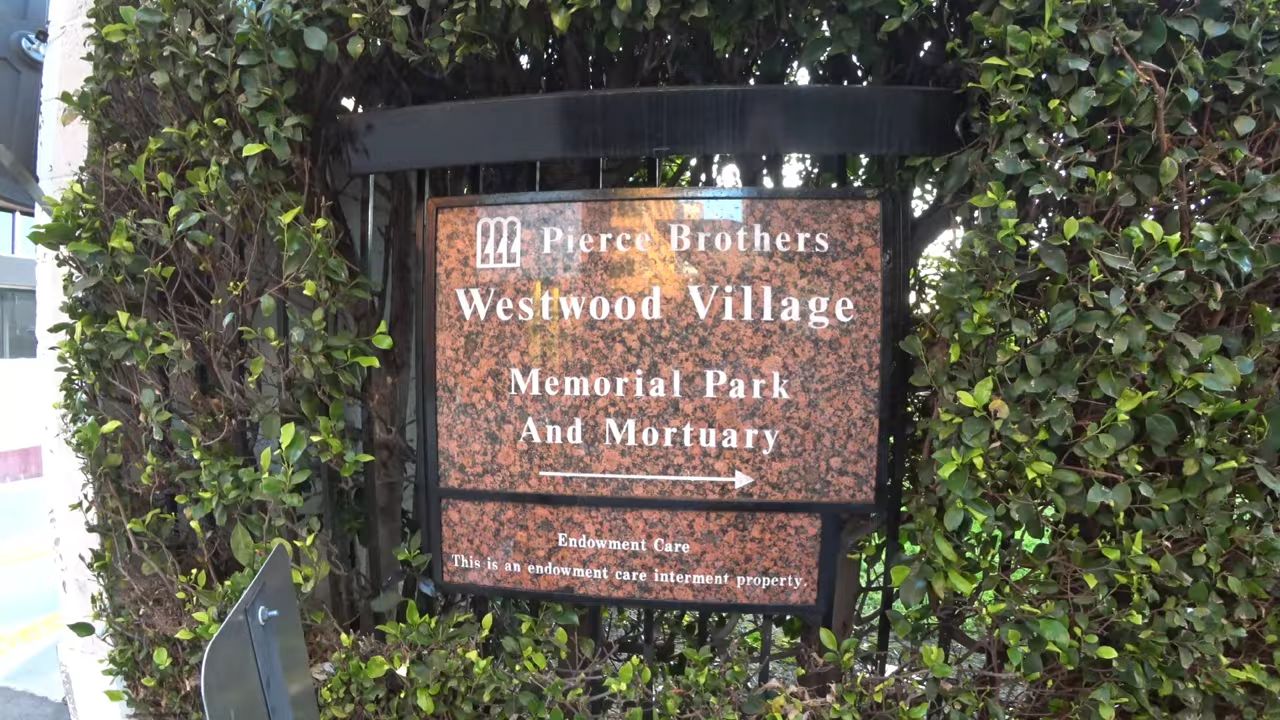 Pierce Brothers
Westwood Village
Memorial Park
And Mortuary
Endowment Care
This is an endowment care interment property.